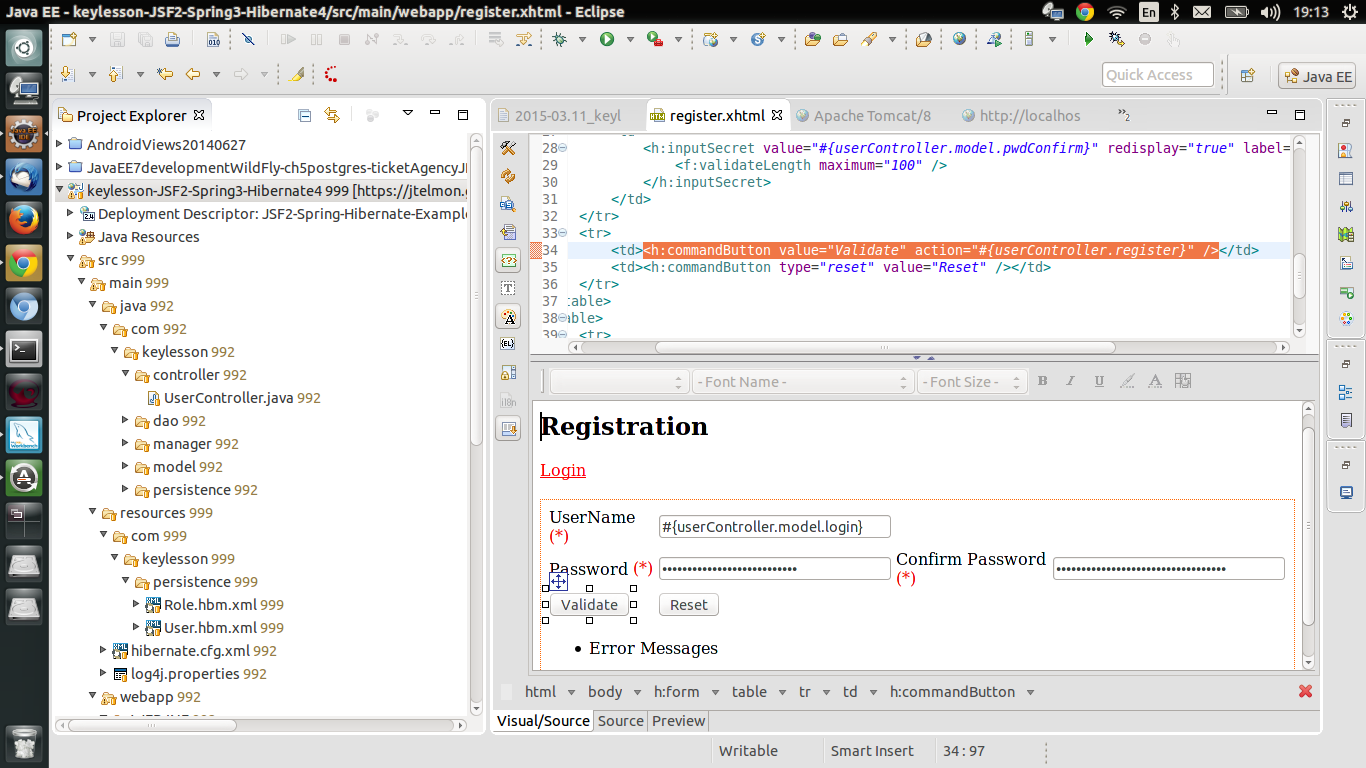 Java EE - keylesson-JSF2-Spring3-Hibernate4/src/main/webapp/register.xhtml - Eclipse
En
19:13
Quick Access
Java EE
Project Explorer
AndroidViews20140627
JavaEE7developmentWildFly-ch5postgres-ticketAgencyJI
keylesson-JSF2-Spring3-Hibernate4 999 [https://jtelmon.g
Deployment Descriptor: JSF2-Spring-Hibernate-Example
Java Resources
src 999
main 999
java 992
com 992
keylesson 992
controller 992
UserController.java 992
dao 992
manager 992
model 992
persistence 992
resources 999
com 999
keylesson 999
persistence 999
Role.hbm.xml 999
User.hbm.xml 999
hibernate.cfg.xml 992
log4j.properties 992
webapp 992
2015-03.11_keyl
register.xhtml
Apache Tomcat/8
http://localhos
»2
28 <h:inputSecret value="#{userController.model.pwdConfirm}" redisplay="true" label=
29 <f:validateLength maximum="100" />
30 </h:inputSecret>
31 </td>
32 </tr>
33 <tr>
34 <td><h:commandButton value="Validate" action="#{userController.register}" /></td>
35 <td><h:commandButton type="reset" value="Reset" /></td>
36 </tr>
37 table>
38 able>
39 <tr>
- Font Name -
- Font Size -
B I U A
Registration
Login
UserName (*)
#{userController.model.login}
Password (*)
Confirm Password (*)
Validate
Reset
• Error Messages
html
body
h:form
table
tr
td
h:commandButton
Visual/Source
Source
Preview
Writable
Smart Insert
34 : 97